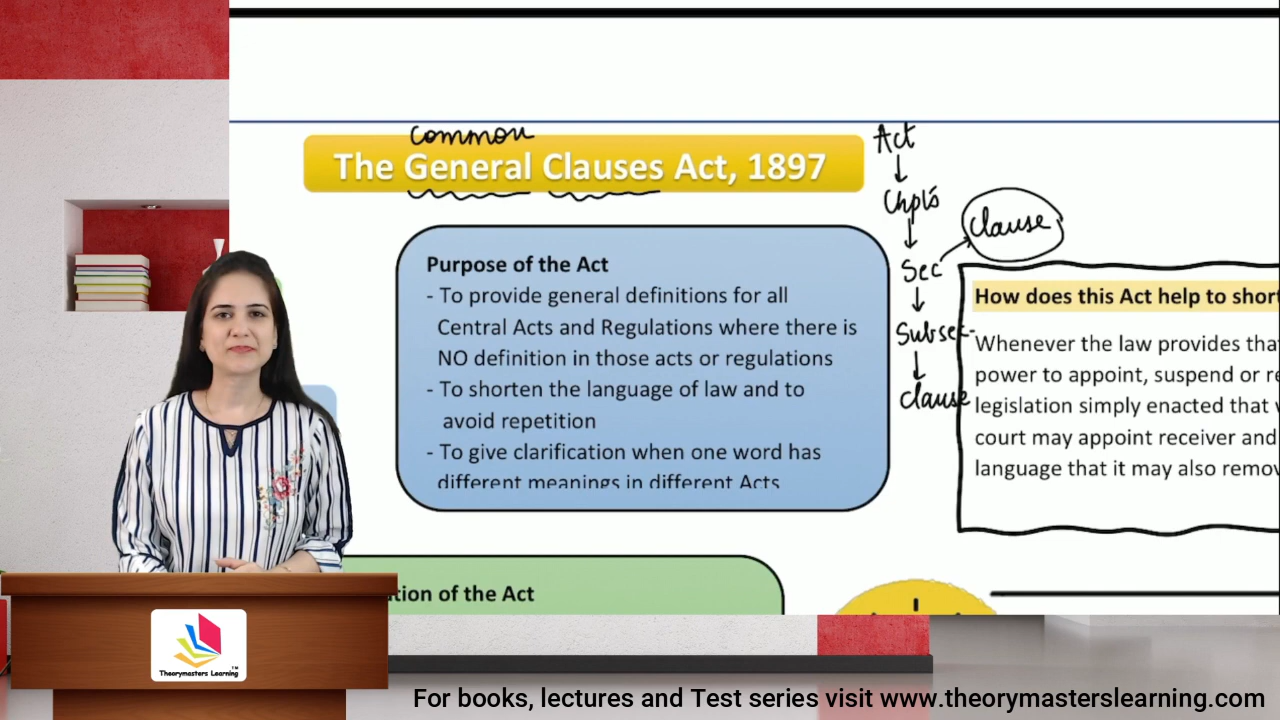 common
The General Clauses Act, 1897
Purpose of the Act
- To provide general definitions for all
Central Acts and Regulations where there is
NO definition in those acts or regulations
- To shorten the language of law and to
avoid repetition
- To give clarification when one word has
different meanings in different Acts
Act
Chpts
Sec
clause
Subsec-
clause
How does this Act help to short
Whenever the law provides tha
power to appoint, suspend or re
legislation simply enacted that
court may appoint receiver and
language that it may also remov
tion of the Act
Theorymasters Learning™
For books, lectures and Test series visit www.theorymasterslearning.com